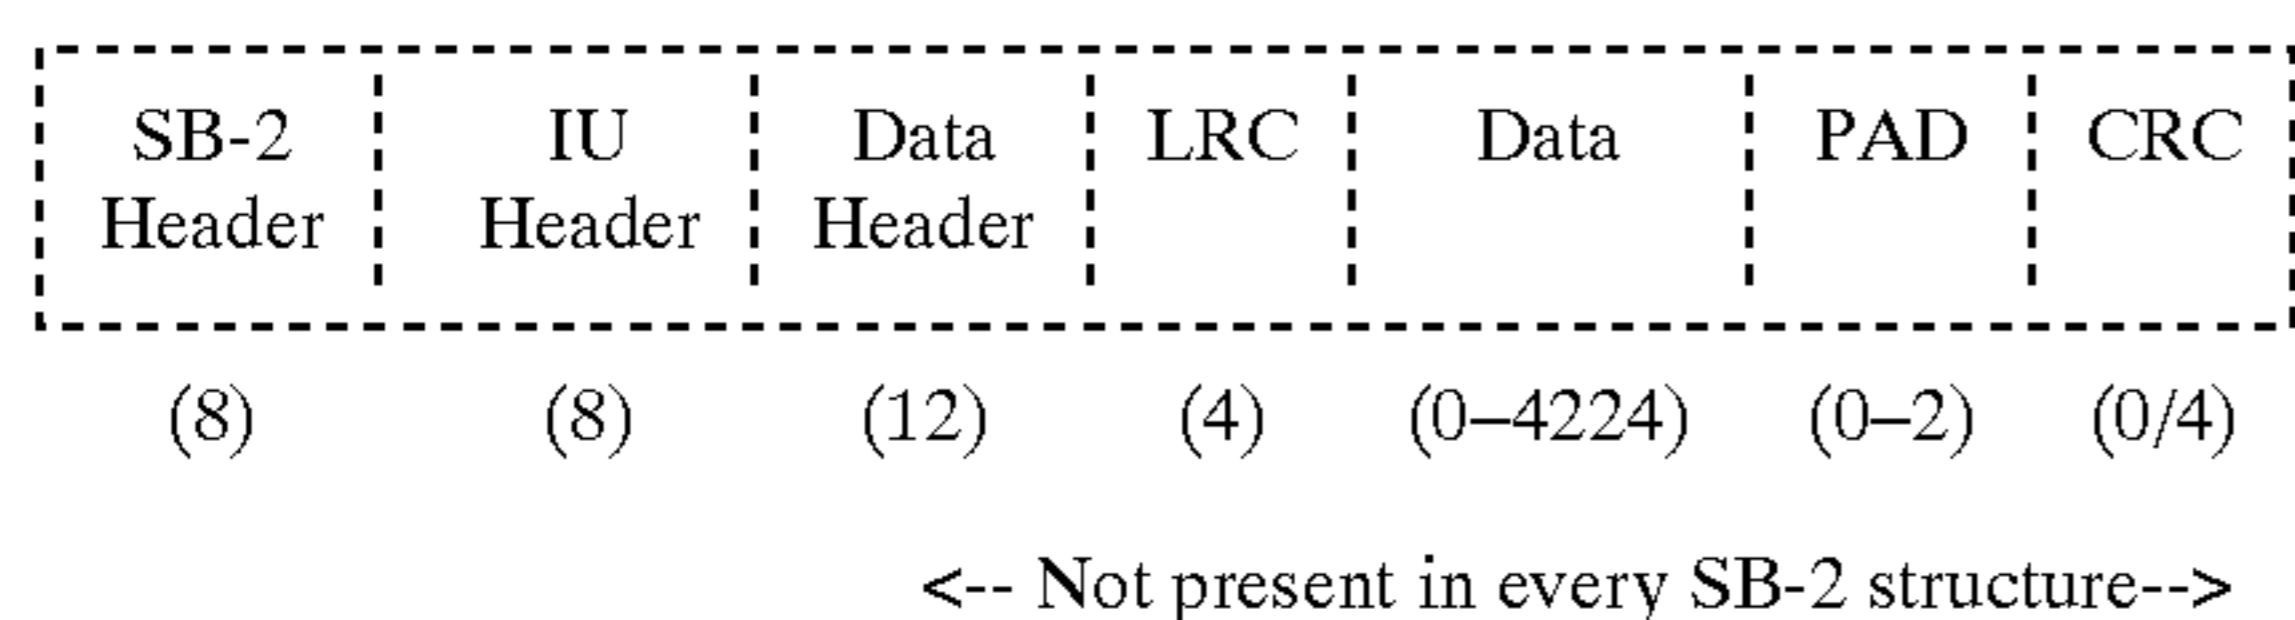 SB-2 IU Data LRC Data PAD CRC
Header Header Header
(8) (8) (12) (4) (0–4224) (0–2) (0/4)
<-- Not present in every SB-2 structure-->